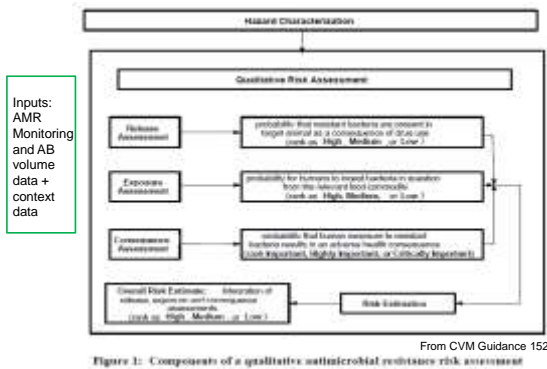 Hazard Characterization
Qualitative Risk Assessment
Inputs:
AMR
Monitoring
and AB
volume
data +
context
data
Release
Assessment
probability that resistant bacteria are present in
target animal as a consequence of drug use
(rank as High, Medium, or Low)
Exposure
Assessment
probability for humans to ingest bacteria in question
from the relevant food commodity
(rank as High, Medium, or Low)
Consequence
Assessment
probability that human exposure to resistant
bacteria results in an adverse health consequence
(rank Important, Highly Important, or Critically Important)
Overall Risk Estimate: Integration of
release, exposure and consequence
assessments
(rank as High, Medium, or Low)
Risk Estimation
From CVM Guidance 152
Figure 1: Components of a qualitative antimicrobial resistance risk assessment